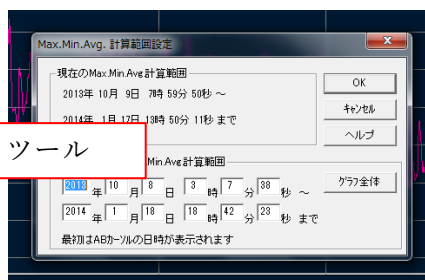 Max.Min.Avg. 計算範囲設定
現在のMax.Min.Avg計算範囲
2013年 10月 9日 7時 59分 50秒 ～
2014年 1月 17日 13時 50分 11秒 まで
OK
キャンセル
ヘルプ
ツール
Min.Avg計算範囲
2013 年 10 月 8 日 3 時 7 分 38 秒 ～
2014 年 1 月 18 日 18 時 42 分 23 秒 まで
グラフ全体
最初はABカーソルの日時が表示されます